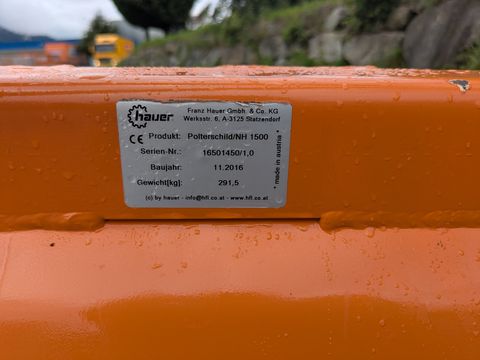 hauer
Franz Hauer GmbH. & Co. KG
Werksstr. 6, A-3125 Statzendorf
CE Produkt: Polterschild/NH 1500
Serien-Nr.: 16501450/1,0
Baujahr: 11.2016
Gewicht[kg]: 291,5
(c) by hauer - info@hfl.co.at - www.hfl.co.at
* made in austria *